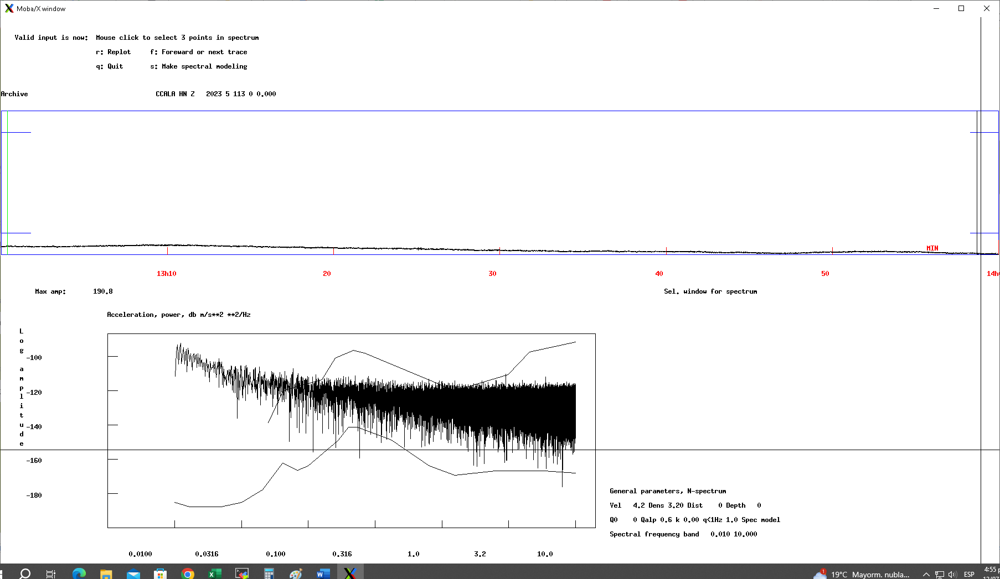 Moba/X window
Valid input is now:  Mouse click to select 3 points in spectrum
r: Replot     f: Foreward or next trace
q: Quit       s: Make spectral modeling
Archive                                 CCALA HN Z   2023 5 113 0 0.000
MIN
13h10    20    30    40    50
Max amp:       190.8
Sel. window for spectrum
Acceleration, power, db m/s**2 **2/Hz
Log amplitude
-100
-120
-140
-160
-180
General parameters, N-spectrum
Vel   4.2 Dens 3.20 Dist    0 Depth   0
Q0    0 Qalp 0.6 k 0.00 q<1Hz 1.0 Spec model
Spectral frequency band   0.010 10.000
0.0100    0.0316    0.100    0.316    1.0    3.2    10.0
1    19°C  Mayorm. nubla...    ESP    4:55 p